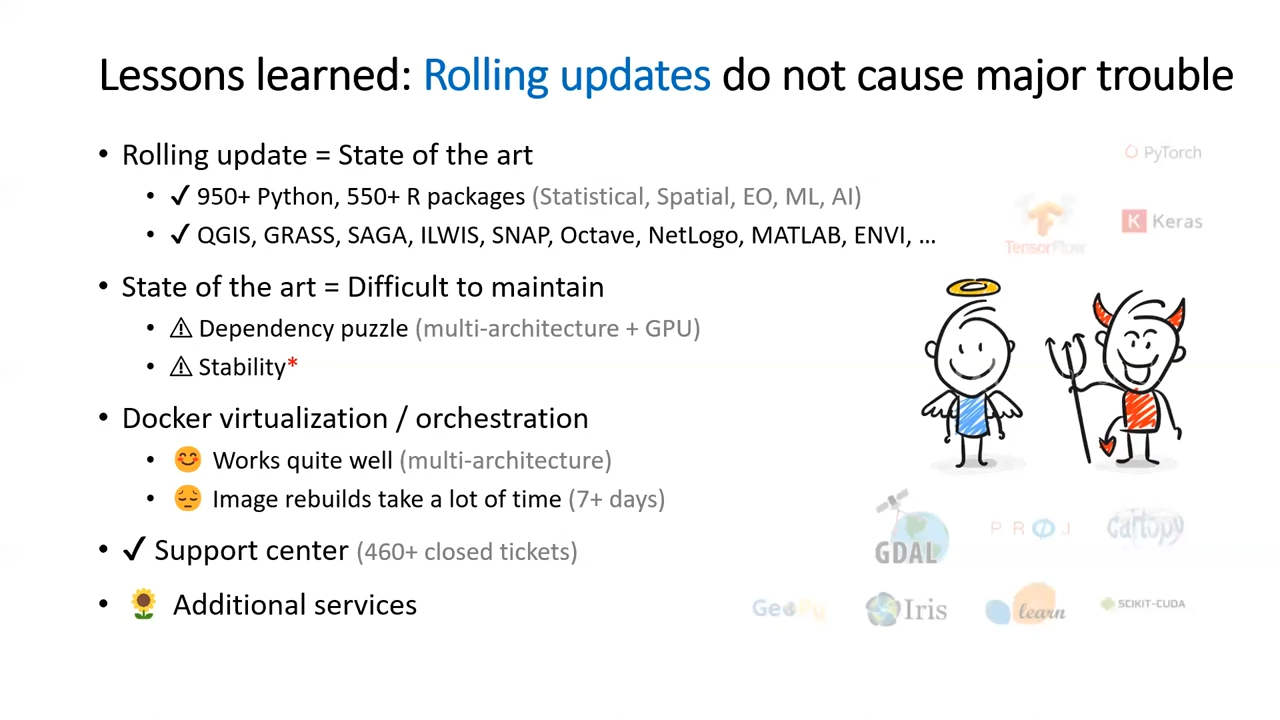 Lessons learned: Rolling updates do not cause major trouble
• Rolling update = State of the art
• ✓ 950+ Python, 550+ R packages (Statistical, Spatial, EO, ML, AI)
• ✓ QGIS, GRASS, SAGA, ILWIS, SNAP, Octave, NetLogo, MATLAB, ENVI, ...
• State of the art = Difficult to maintain
• ⚠ Dependency puzzle (multi-architecture + GPU)
• ⚠ Stability*
• Docker virtualization / orchestration
• 😊 Works quite well (multi-architecture)
• 😔 Image rebuilds take a lot of time (7+ days)
• ✓ Support center (460+ closed tickets)
• 🌻 Additional services
PyTorch
TensorFlow
K Keras
GDAL
PROJ
Cartopy
GeoPy
Iris
learn
SCIKIT-CUDA